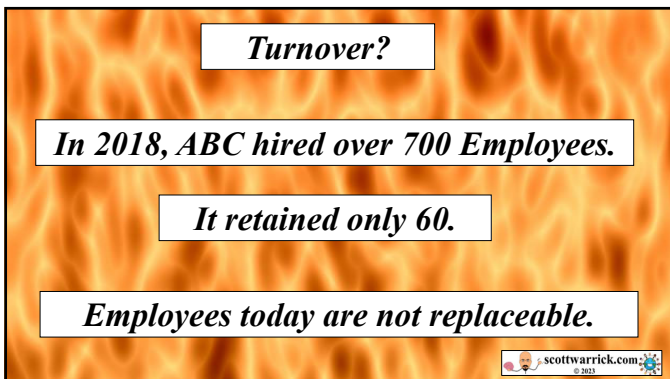 Turnover?
In 2018, ABC hired over 700 Employees.
It retained only 60.
Employees today are not replaceable.
scottwarrick.com
© 2023